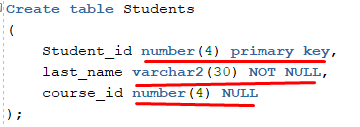 Create table Students
(
Student_id number(4) primary key,
last_name varchar2(30) NOT NULL,
course_id number(4) NULL
);